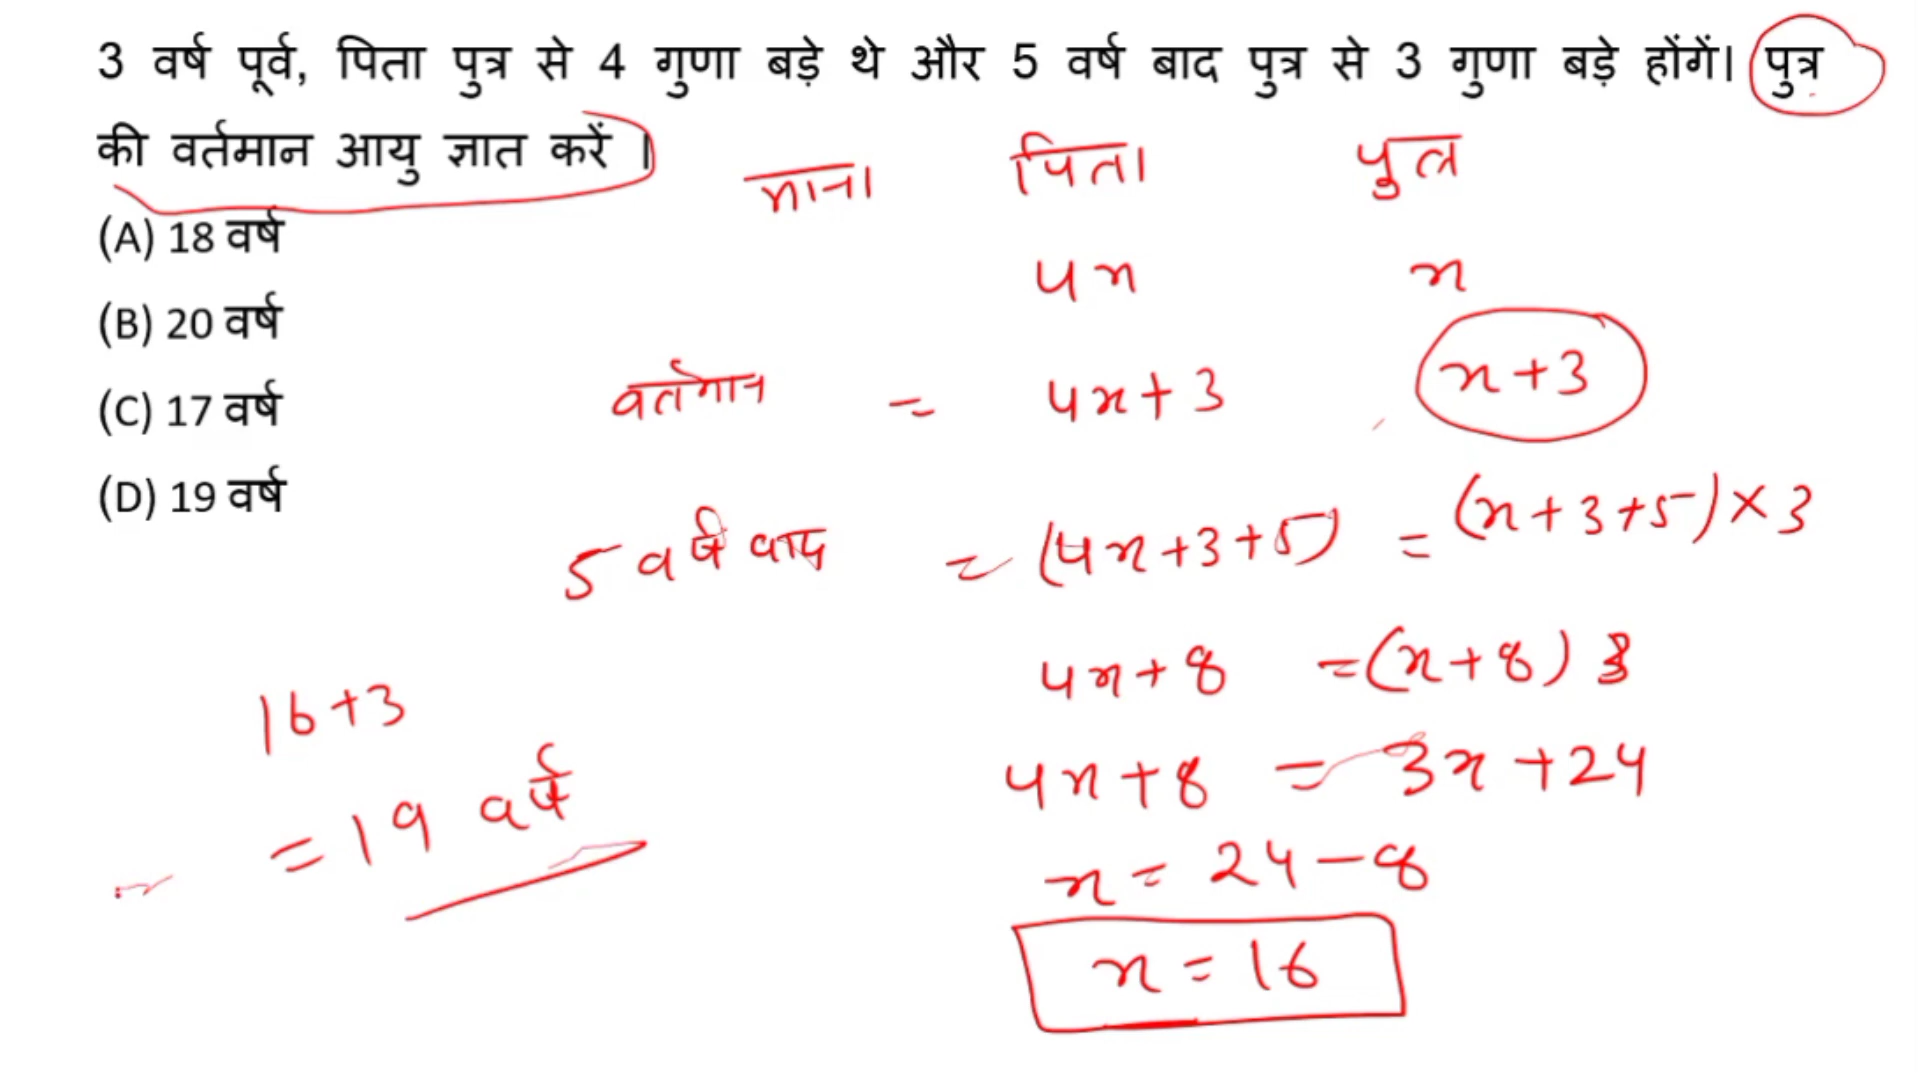 3 वर्ष पूर्व, पिता पुत्र से 4 गुणा बड़े थे और 5 वर्ष बाद पुत्र से 3 गुणा बड़े होंगें। पुत्र
की वर्तमान आयु ज्ञात करें ।
माना पिता पुत्र
(A) 18 वर्ष
4x x
(B) 20 वर्ष
वर्तमान = 4x+3 x+3
(C) 17 वर्ष
(D) 19 वर्ष
5 वर्ष बाद = (4x+3+5) = (x+3+5)×3
4x+8 =(x+8) 3
16+3
4x+8 = 3x+24
= 19 वर्ष
x = 24-8
x = 16